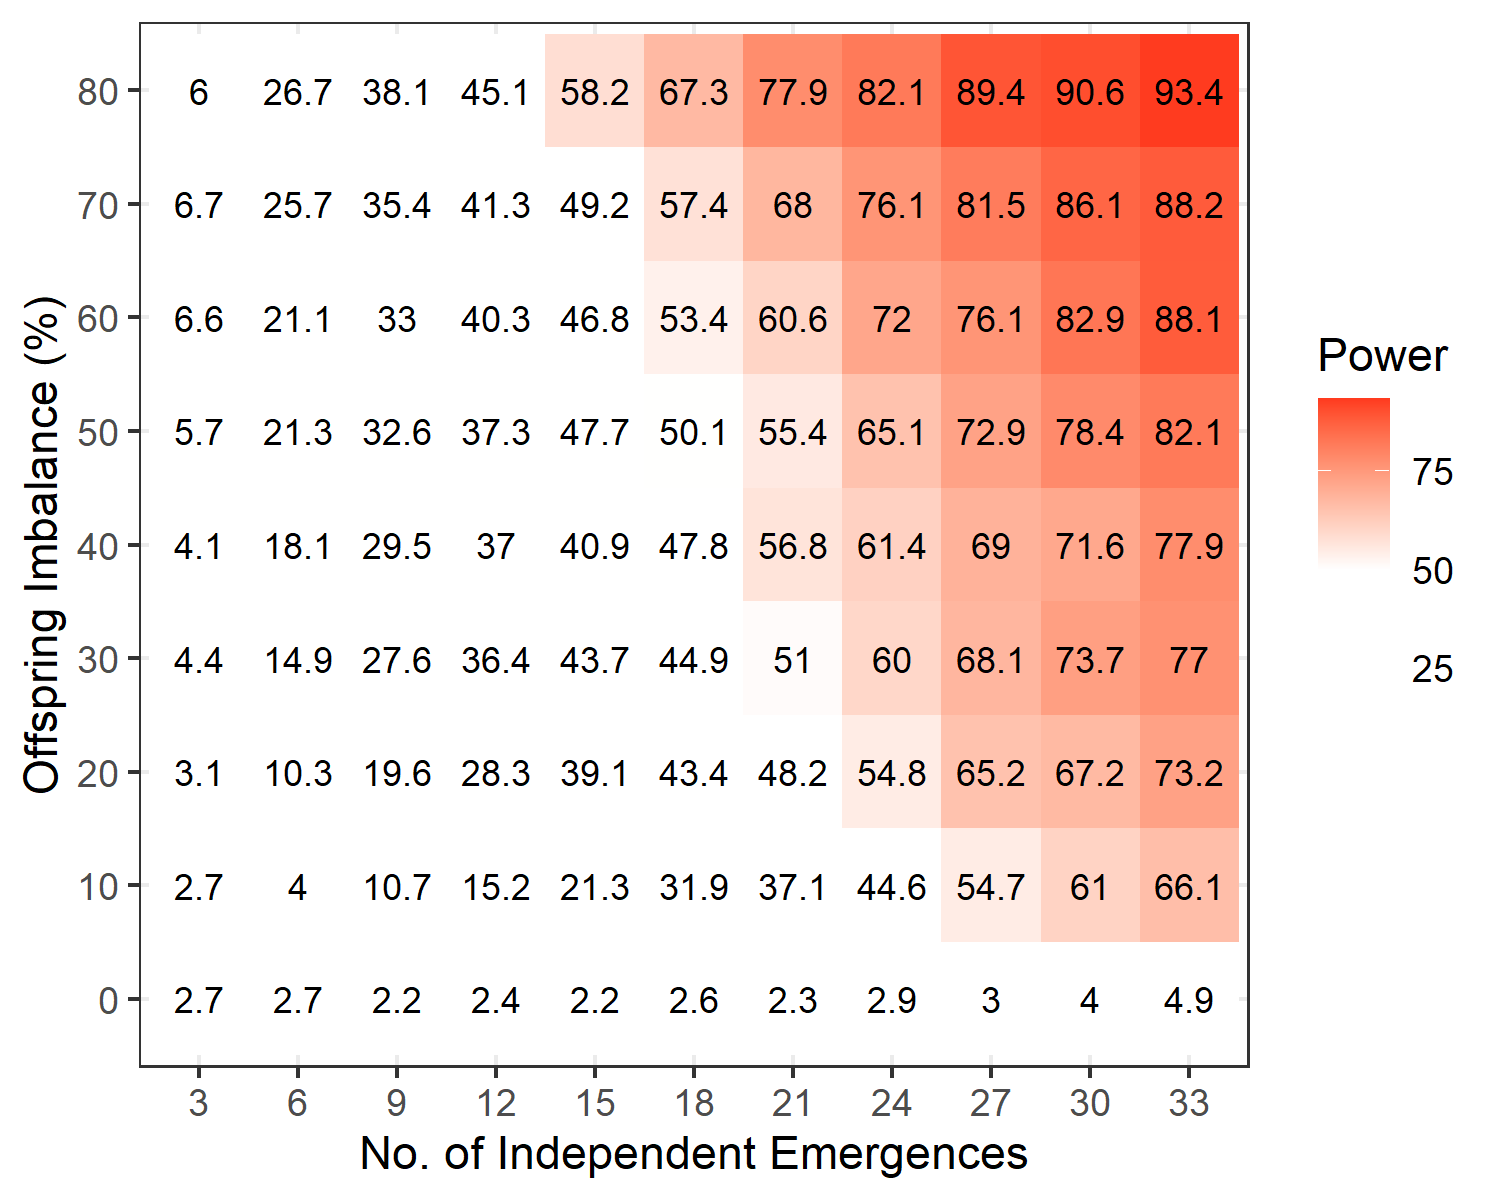 80 6 26.7 38.1 45.1 58.2 67.3 77.9 82.1 89.4 90.6 93.4
70 6.7 25.7 35.4 41.3 49.2 57.4 68 76.1 81.5 86.1 88.2
60 6.6 21.1 33 40.3 46.8 53.4 60.6 72 76.1 82.9 88.1
50 5.7 21.3 32.6 37.3 47.7 50.1 55.4 65.1 72.9 78.4 82.1
40 4.1 18.1 29.5 37 40.9 47.8 56.8 61.4 69 71.6 77.9
30 4.4 14.9 27.6 36.4 43.7 44.9 51 60 68.1 73.7 77
20 3.1 10.3 19.6 28.3 39.1 43.4 48.2 54.8 65.2 67.2 73.2
10 2.7 4 10.7 15.2 21.3 31.9 37.1 44.6 54.7 61 66.1
0 2.7 2.7 2.2 2.4 2.2 2.6 2.3 2.9 3 4 4.9
3 6 9 12 15 18 21 24 27 30 33
No. of Independent Emergences
Offspring Imbalance (%)
Power
75
50
25